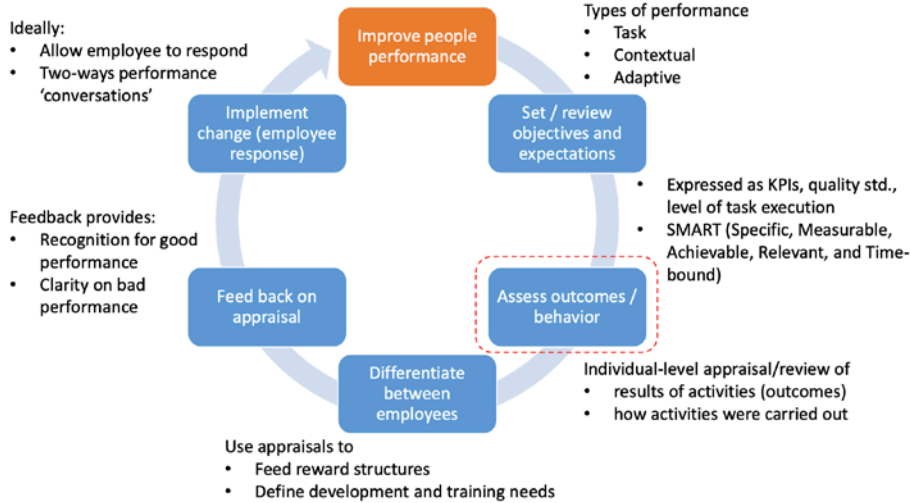 Ideally:
• Allow employee to respond
• Two-ways performance
‘conversations’
Improve people
performance
Types of performance
• Task
• Contextual
• Adaptive
Implement
change (employee
response)
Set / review
objectives and
expectations
• Expressed as KPIs, quality std.,
level of task execution
• SMART (Specific, Measurable,
Achievable, Relevant, and Time-
bound)
Feedback provides:
• Recognition for good
performance
• Clarity on bad
performance
Feed back on
appraisal
Assess outcomes /
behavior
Differentiate
between
employees
Individual-level appraisal/review of
• results of activities (outcomes)
• how activities were carried out
Use appraisals to
• Feed reward structures
• Define development and training needs